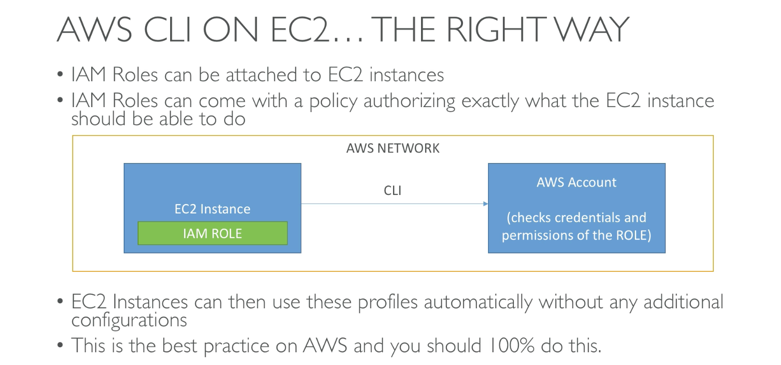 AWS CLI ON EC2… THE RIGHT WAY
• IAM Roles can be attached to EC2 instances
• IAM Roles can come with a policy authorizing exactly what the EC2 instance
should be able to do
AWS NETWORK
EC2 Instance
IAM ROLE
CLI
AWS Account
(checks credentials and
permissions of the ROLE)
• EC2 Instances can then use these profiles automatically without any additional
configurations
• This is the best practice on AWS and you should 100% do this.